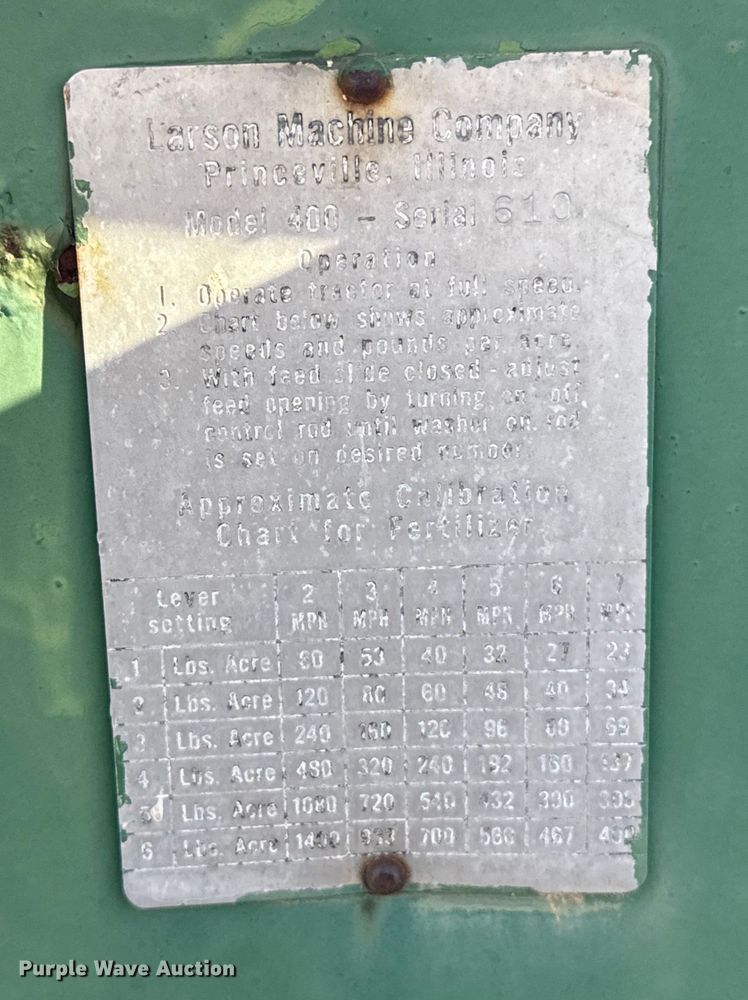 Larson Machine Company
Princeville, Illinois
Model 400 - Serial 610
Operation
1. Operate tractor at full speed.
2 Chart below shows approximate
speeds and pounds per acre.
3. With feed slide closed - adjust
feed opening by turning on off
control rod until washer on rod
is set on desired number.
Approximate Calibration
Chart for Fertilizer
Lever setting 2 MPH 3 MPH 4 MPH 5 MPH 6 MPH 7 MPH
1 Lbs. Acre 80 53 40 32 27 23
2 Lbs. Acre 120 80 60 48 40 34
3 Lbs. Acre 240 160 120 96 80 69
4 Lbs. Acre 480 320 240 192 160 137
5 Lbs. Acre 1080 720 540 432
6 Lbs. Acre 1400 933 700 467
Purple Wave Auction